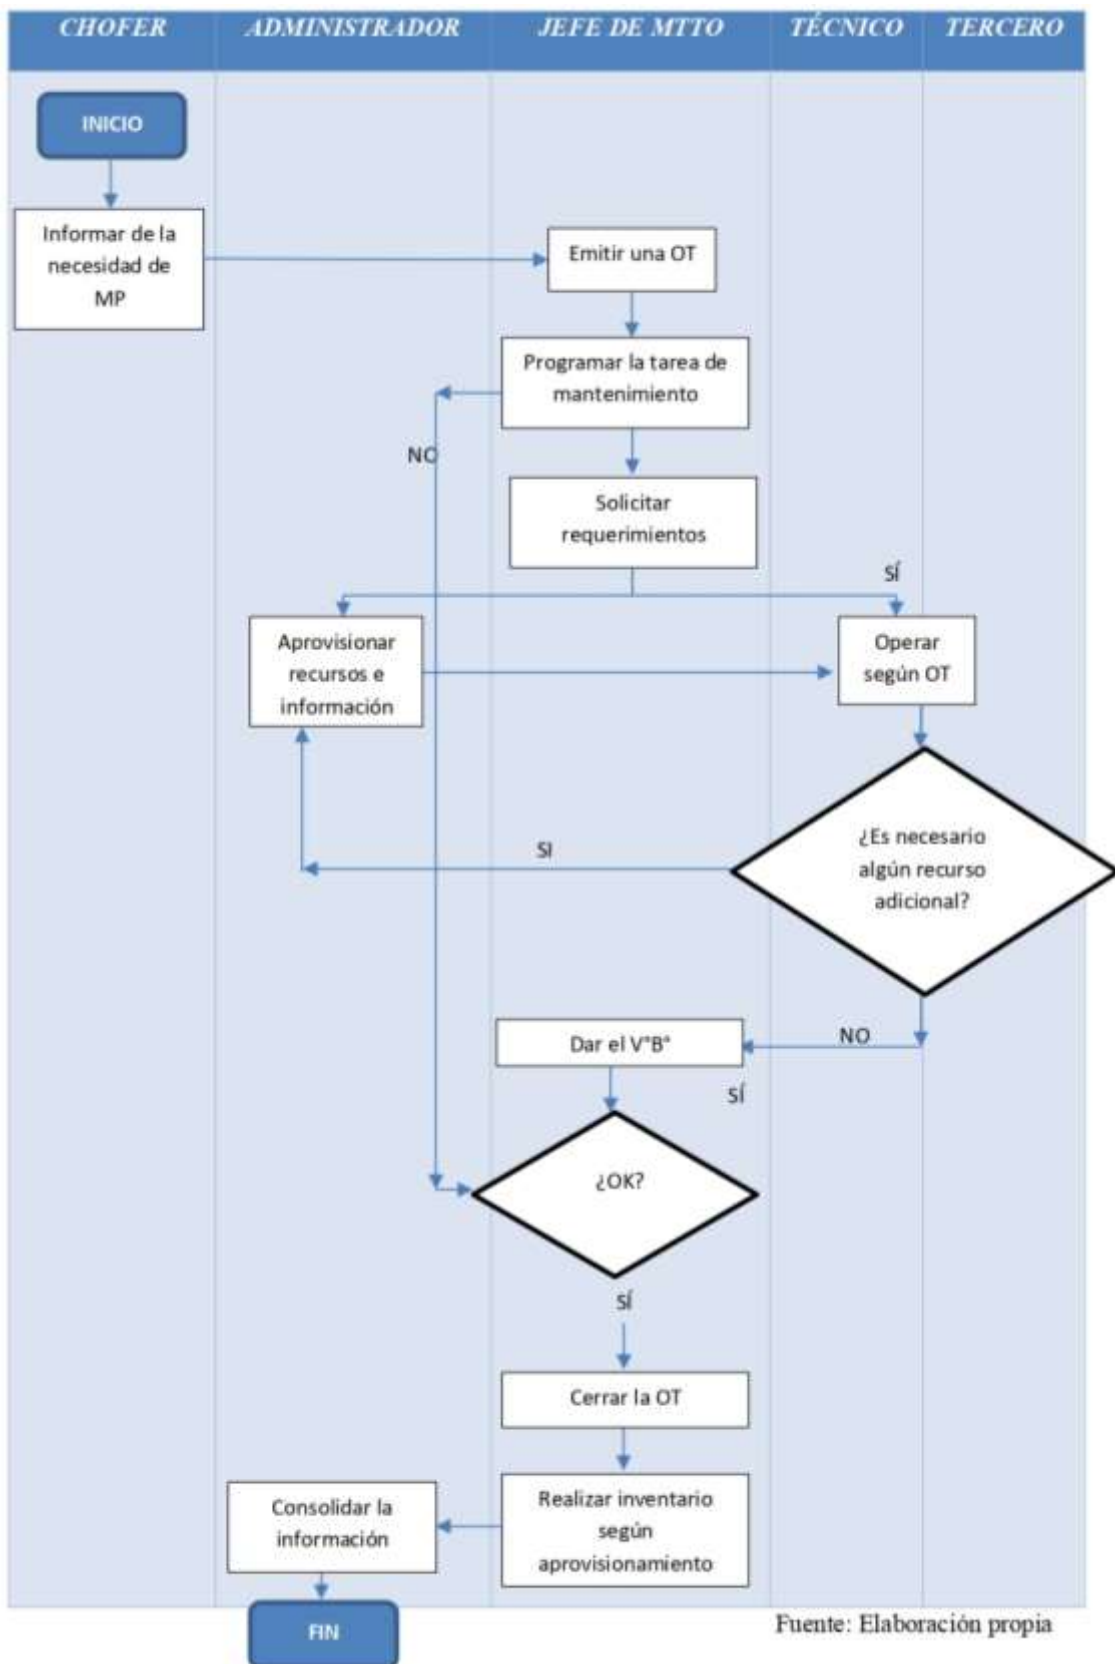 CHOFER
ADMINISTRADOR
JEFE DE MTTO
TÉCNICO
TERCERO
INICIO
Informar de la
necesidad de
MP
Emitir una OT
Programar la tarea de
mantenimiento
NO
Solicitar
requerimientos
SÍ
Aprovisionar
recursos e
información
Operar
según OT
¿Es necesario
algún recurso
adicional?
SI
Dar el V°B°
NO
SÍ
¿OK?
SÍ
Cerrar la OT
Consolidar la
información
Realizar inventario
según
aprovisionamiento
FIN
Fuente: Elaboración propia